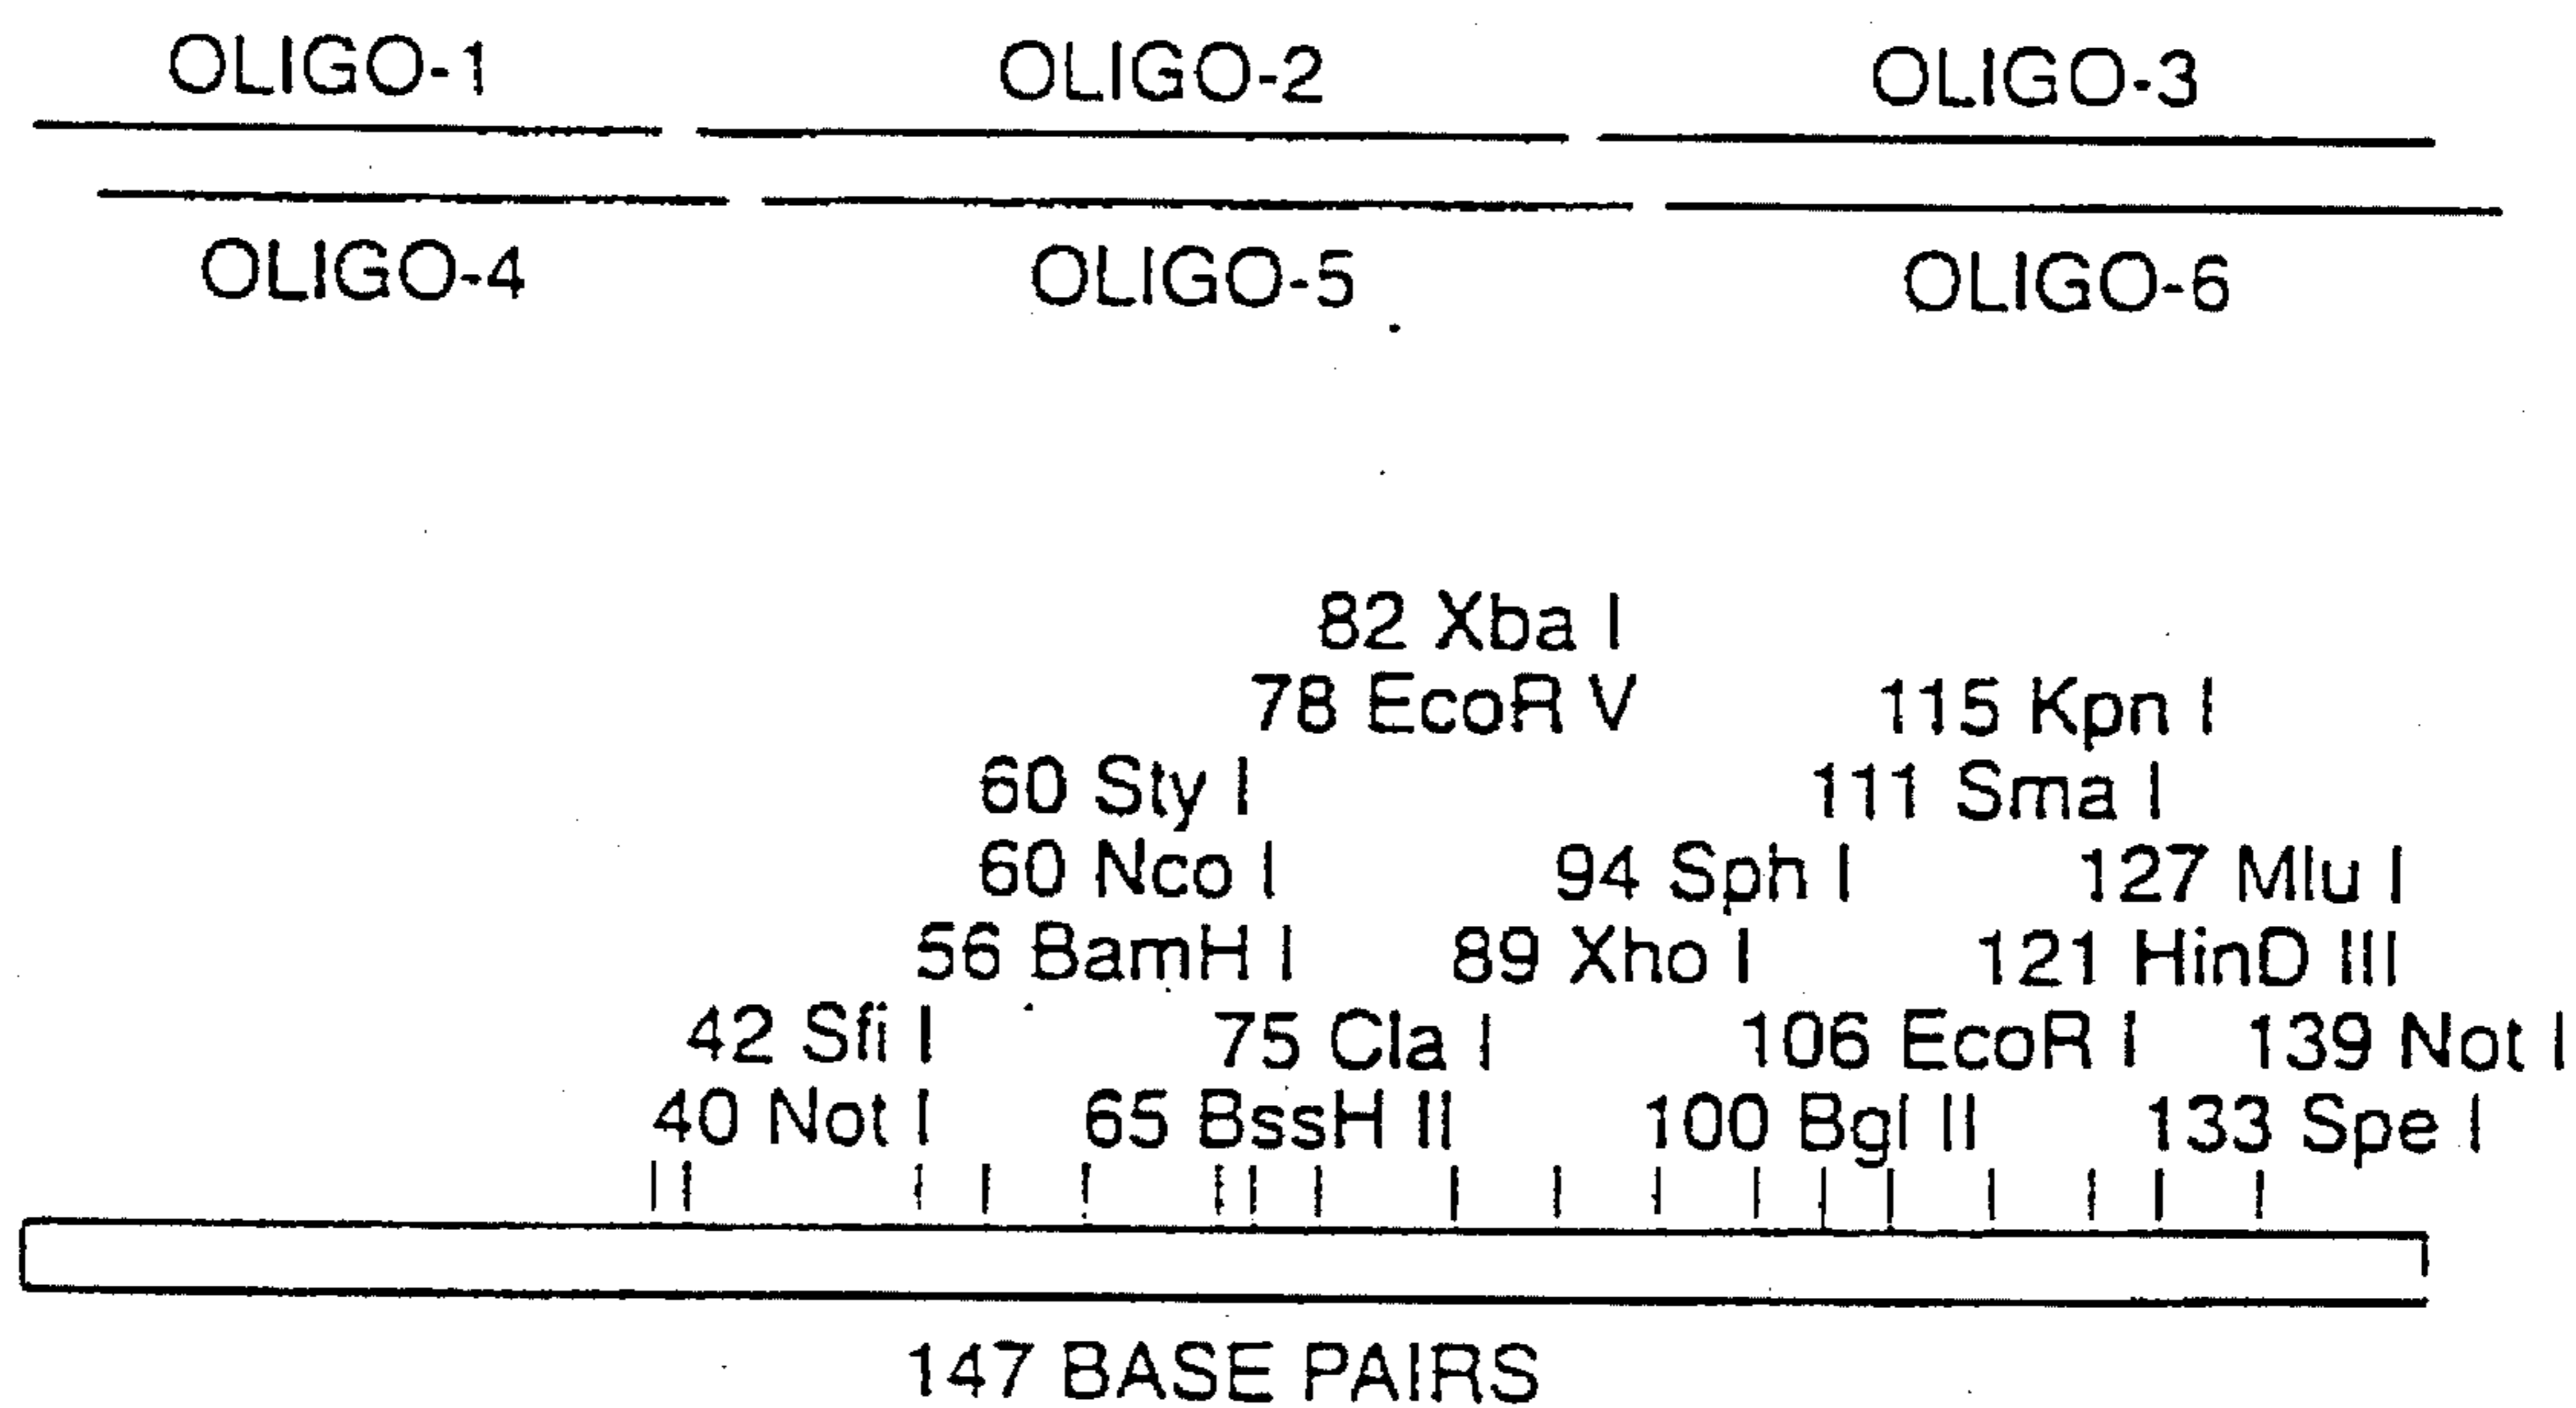 OLIGO-1 OLIGO-2 OLIGO-3
OLIGO-4 OLIGO-5 OLIGO-6
82 Xba I
78 EcoR V 115 Kpn I
60 Sty I 111 Sma I
60 Nco I 94 Sph I 127 Mlu I
56 BamH I 89 Xho I 121 HinD III
42 Sfi I 75 Cla I 106 EcoR I 139 Not I
40 Not I 65 BssH II 100 Bgl II 133 Spe I
147 BASE PAIRS